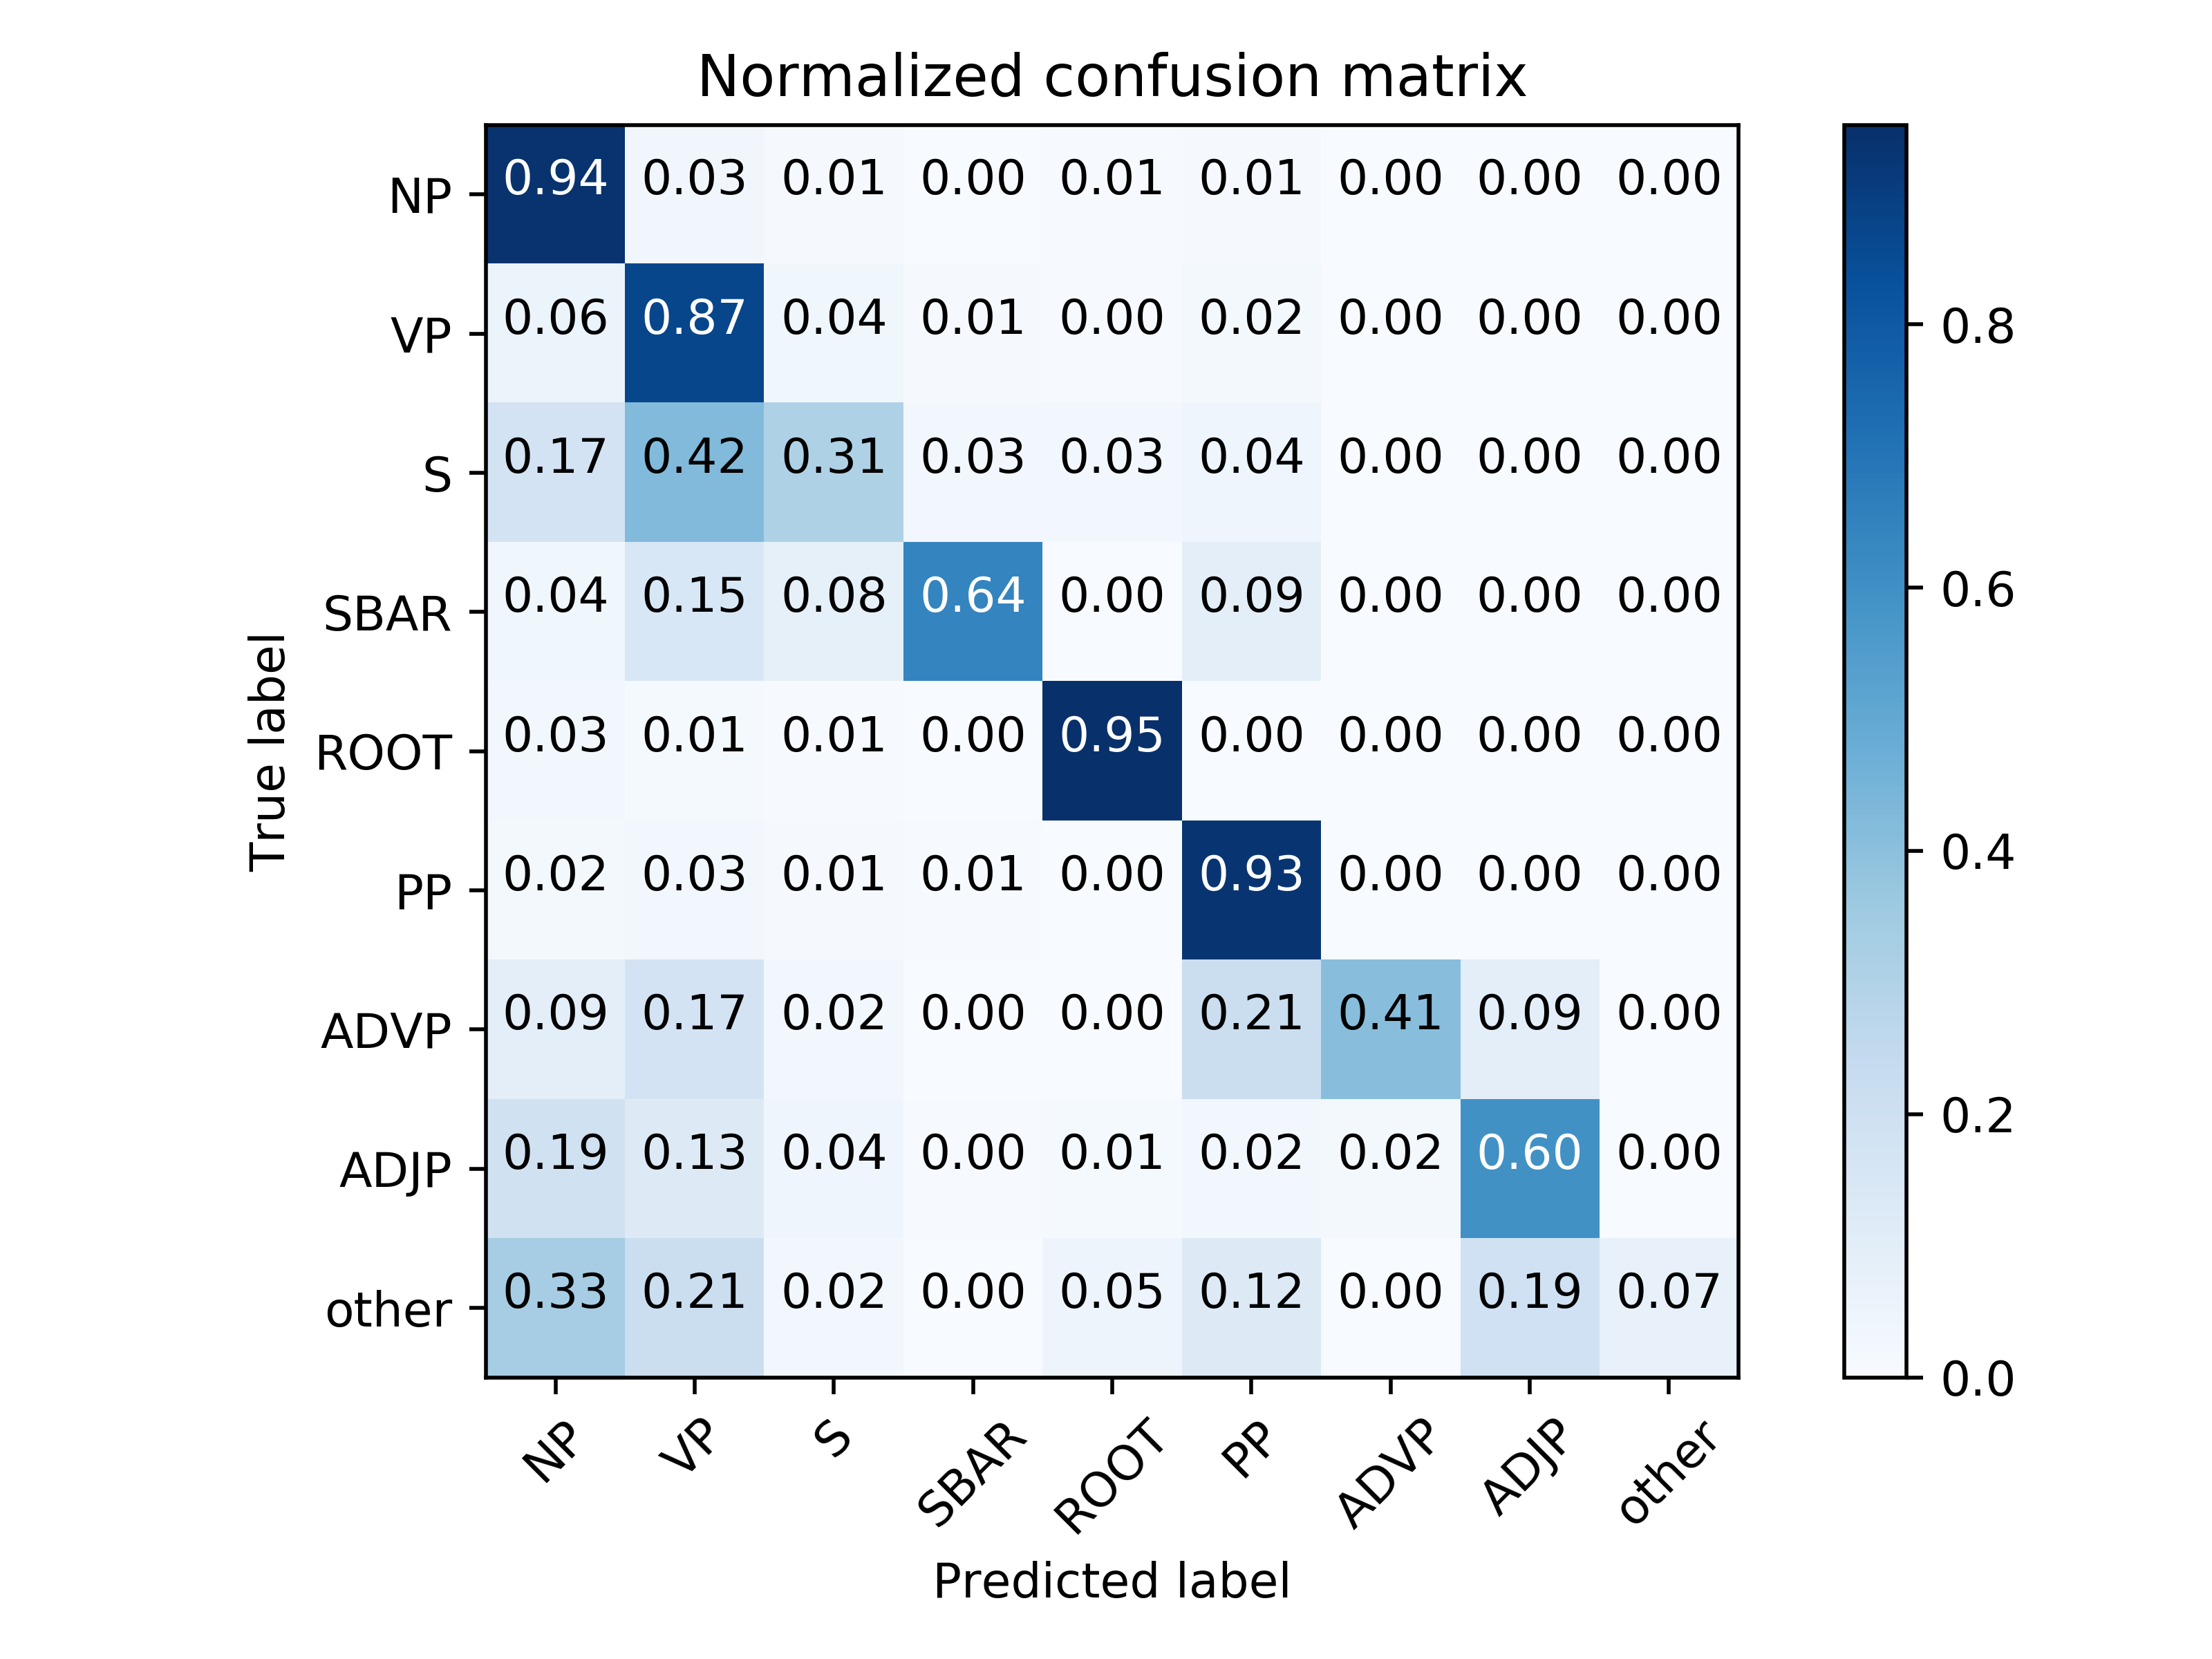 Normalized confusion matrix
NP 0.94 0.03 0.01 0.00 0.01 0.01 0.00 0.00 0.00
VP 0.06 0.87 0.04 0.01 0.00 0.02 0.00 0.00 0.00
S 0.17 0.42 0.31 0.03 0.03 0.04 0.00 0.00 0.00
SBAR 0.04 0.15 0.08 0.64 0.00 0.09 0.00 0.00 0.00
ROOT 0.03 0.01 0.01 0.00 0.95 0.00 0.00 0.00 0.00
PP 0.02 0.03 0.01 0.01 0.00 0.93 0.00 0.00 0.00
ADVP 0.09 0.17 0.02 0.00 0.00 0.21 0.41 0.09 0.00
ADJP 0.19 0.13 0.04 0.00 0.01 0.02 0.02 0.60 0.00
other 0.33 0.21 0.02 0.00 0.05 0.12 0.00 0.19 0.07
NP VP S SBAR ROOT PP ADVP ADJP other
Predicted label
True label
0.8
0.6
0.4
0.2
0.0